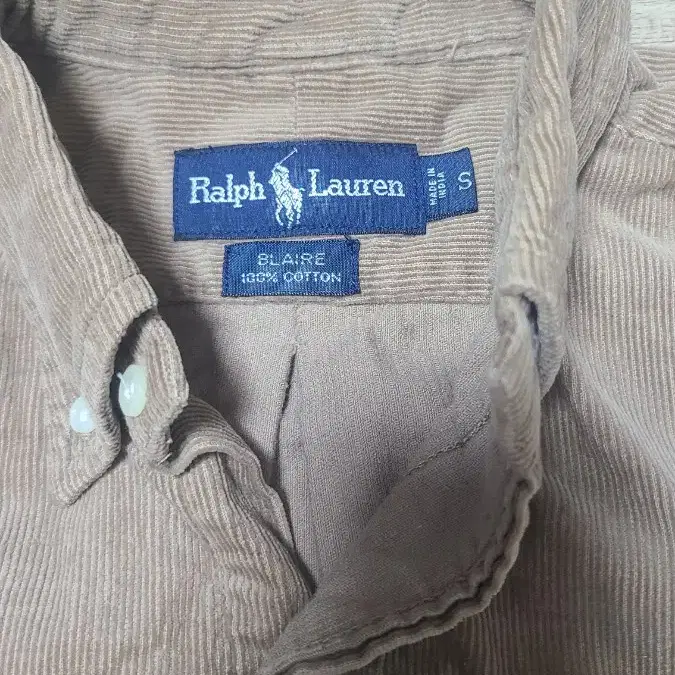 Ralph Lauren
MADE IN
INDIA
S
BLAIRE
100% COTTON